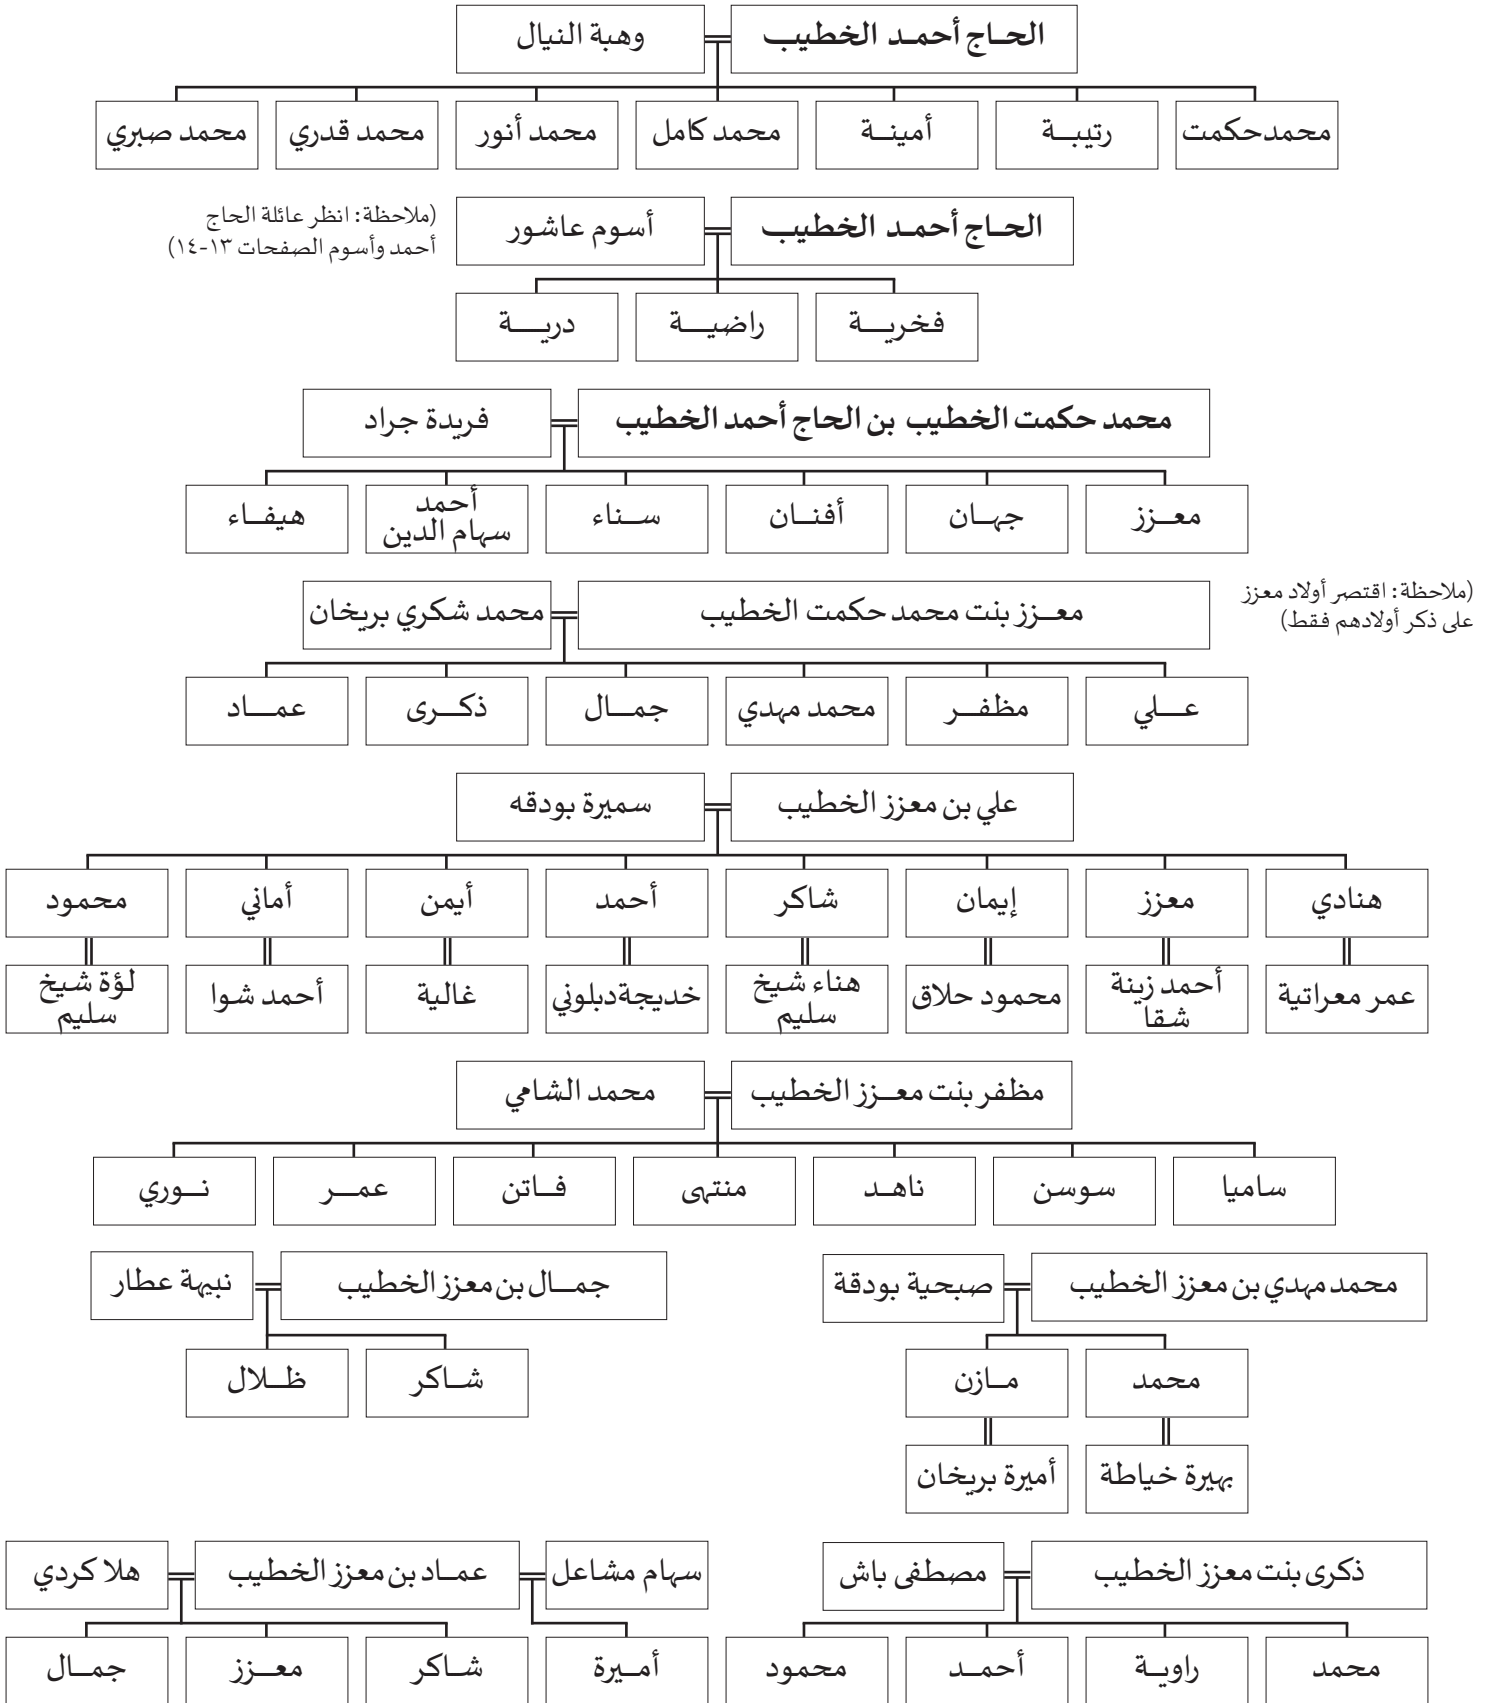 الحاج أحمد الخطيب
وهبة النيال
محمدحكمت
رتيبة
أمينة
محمد كامل
محمد أنور
محمد قدري
محمد صبري
الحاج أحمد الخطيب
أسوم عاشور
(ملاحظة: انظر عائلة الحاج
أحمد وأسوم الصفحات ١٣-١٤)
فخرية
راضية
درية
محمد حكمت الخطيب بن الحاج أحمد الخطيب
فريدة جراد
معزز
جهان
أفنان
سناء
أحمد
سهام الدين
هيفاء
(ملاحظة: اقتصر أولاد معزز
على ذكر أولادهم فقط)
معزز بنت محمد حكمت الخطيب
محمد شكري بريخان
علي
مظفر
محمد مهدي
جمال
ذكرى
عماد
علي بن معزز الخطيب
سميرة بودقه
هنادي
معزز
إيمان
شاكر
أحمد
أيمن
أماني
محمود
عمر معراتية
أحمد زينة
شقا
محمود حلاق
هناء شيخ
سليم
خديجةدبلوني
غالية
أحمد شوا
لؤة شيخ
سليم
مظفر بنت معزز الخطيب
محمد الشامي
ساميا
سوسن
ناهد
منتهى
فاتن
عمر
نوري
محمد مهدي بن معزز الخطيب
صبحية بودقة
جمال بن معزز الخطيب
نبيهة عطار
محمد
مازن
شاكر
ظلال
بهيرة خياطة
أميرة بريخان
ذكرى بنت معزز الخطيب
مصطفى باش
سهام مشاعل
عماد بن معزز الخطيب
هلا كردي
محمد
راوية
أحمد
محمود
أميرة
شاكر
معزز
جمال